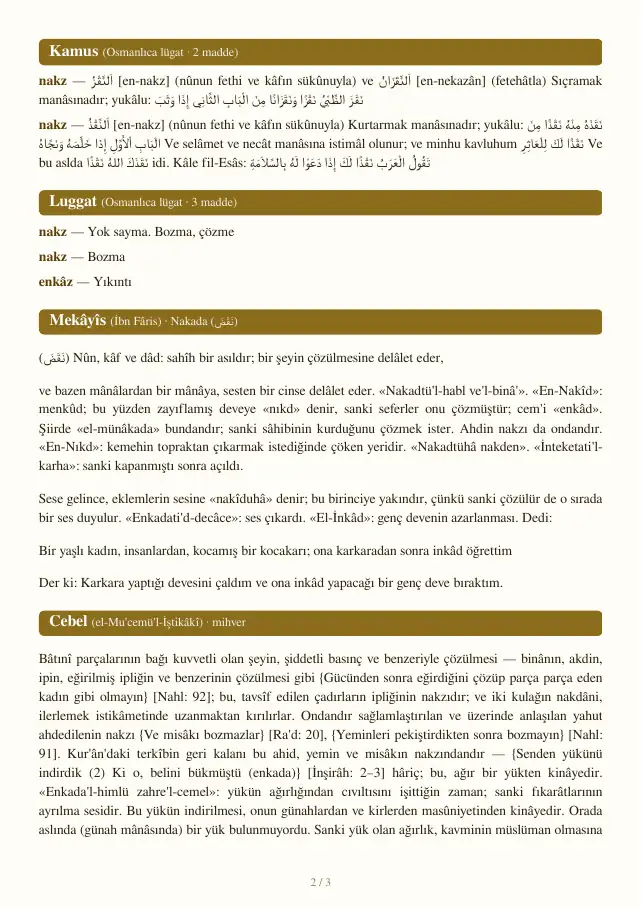 Kamus (Osmanlıca lügat · 2 madde)
nakz — اَلنَّقْزُ [en-nakz] (nûnun fethi ve kâfın sükûnuyla) ve اَلنَّقَزَانُ [en-nekazân] (fetehâtla) Sıçramak
manâsınadır; yukâlu: نَقَزَ الظَّبْيُ نَقْزًا وَنَقَزَانًا مِنَ الْبَابِ الثَّانِي إِذَا وَثَبَ
nakz — اَلنَّقْذُ [en-nakz] (nûnun fethi ve kâfın sükûnuyla) Kurtarmak manâsınadır; yukâlu: نَقَذَهُ مِنْهُ نَقْذًا مِنَ
الْبَابِ اْلأَوَّلِ إِذَا خَلَّصَهُ وَنَجَّاهُ Ve selâmet ve necât manâsına istimâl olunur; ve minhu kavluhum نَقْذًا لَكَ لِلْعَاثِرِ Ve
bu aslda نَقَذَكَ اللهُ نَقْذًا idi. Kâle fil-Esâs: تَقُولُ الْعَرَبُ نَقْذًا لَكَ إِذَا دَعَوْا لَهُ بِالسَّلاَمَةِ
Luggat (Osmanlıca lügat · 3 madde)
nakz — Yok sayma. Bozma, çözme
nakz — Bozma
enkâz — Yıkıntı
Mekâyîs (İbn Fâris) · Nakada (نَقَضَ)
(نَقَضَ) Nûn, kâf ve dâd: sahîh bir asıldır; bir şeyin çözülmesine delâlet eder,
ve bazen mânâlardan bir mânâya, sesten bir cinse delâlet eder. «Nakadtü'l-habl ve'l-binâ'». «En-Nakîd»:
menkûd; bu yüzden zayıflamış deveye «nıkd» denir, sanki seferler onu çözmüştür; cem'i «enkâd».
Şiirde «el-münâkada» bundandır; sanki sâhibinin kurduğunu çözmek ister. Ahdin nakzı da ondandır.
«En-Nıkd»: kemehin topraktan çıkarmak istediğinde çöken yeridir. «Nakadtühâ nakden». «İnteketati'l-
karha»: sanki kapanmıştı sonra açıldı.
Sese gelince, eklemlerin sesine «nakîduhâ» denir; bu birinciye yakındır, çünkü sanki çözülür de o sırada
bir ses duyulur. «Enkadati'd-decâce»: ses çıkardı. «El-İnkâd»: genç devenin azarlanması. Dedi:
Bir yaşlı kadın, insanlardan, kocamış bir kocakarı; ona karkaradan sonra inkâd öğrettim
Der ki: Karkara yaptığı devesini çaldım ve ona inkâd yapacağı bir genç deve bıraktım.
Cebel (el-Mu'cemü'l-İştikâkî) · mihver
Bâtınî parçalarının bağı kuvvetli olan şeyin, şiddetli basınç ve benzeriyle çözülmesi — binânın, akdin,
ipin, eğirilmiş ipliğin ve benzerinin çözülmesi gibi {Gücünden sonra eğirdiğini çözüp parça parça eden
kadın gibi olmayın} [Nahl: 92]; bu, tavsîf edilen çadırların ipliğinin nakzıdır; ve iki kulağın nakdâni,
ilerlemek istikâmetinde uzanmaktan kırılırlar. Ondandır sağlamlaştırılan ve üzerinde anlaşılan yahut
ahdedilenin nakzı {Ve misâkı bozmazlar} [Ra'd: 20], {Yeminleri pekiştirdikten sonra bozmayın} [Nahl:
91]. Kur'ân'daki terkîbin geri kalanı bu ahid, yemin ve misâkın nakzındandır — {Senden yükünü
indirdik (2) Ki o, belini bükmüştü (enkada)} [İnşirâh: 2–3] hâriç; bu, ağır bir yükten kinâyedir.
«Enkada'l-himlü zahre'l-cemel»: yükün ağırlığından cıvıltısını işittiğin zaman; sanki fıkarâtlarının
ayrılma sesidir. Bu yükün indirilmesi, onun günahlardan ve kirlerden masûniyetinden kinâyedir. Orada
aslında (günah mânâsında) bir yük bulunmuyordu. Sanki yük olan ağırlık, kavminin müslüman olmasına
2 / 3